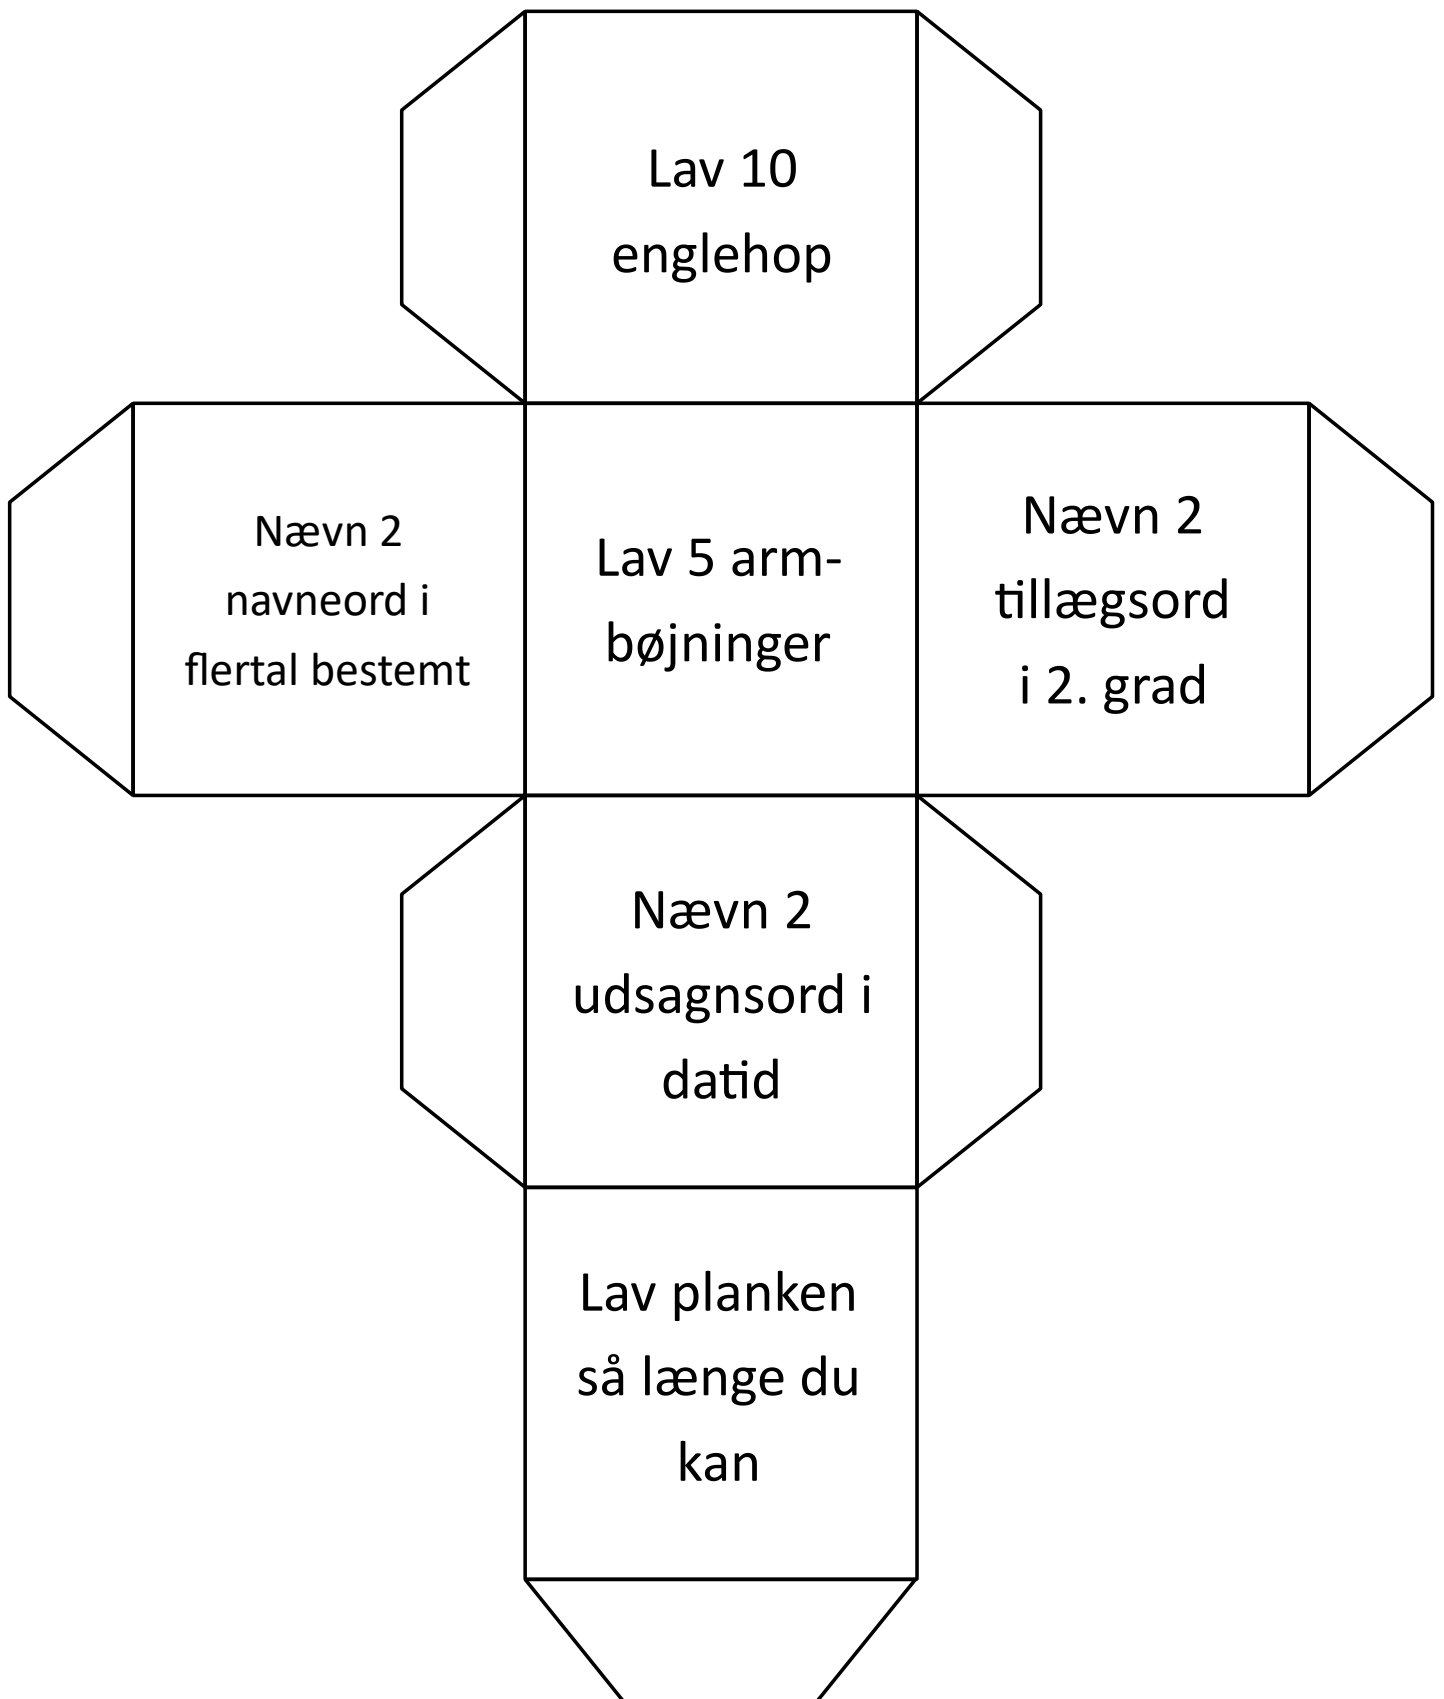 Lav 10
englehop
Nævn 2
navneord i
flertal bestemt
Lav 5 arm-
bøjninger
Nævn 2
tillægsord
i 2. grad
Nævn 2
udsagnsord i
datid
Lav planken
så længe du
kan